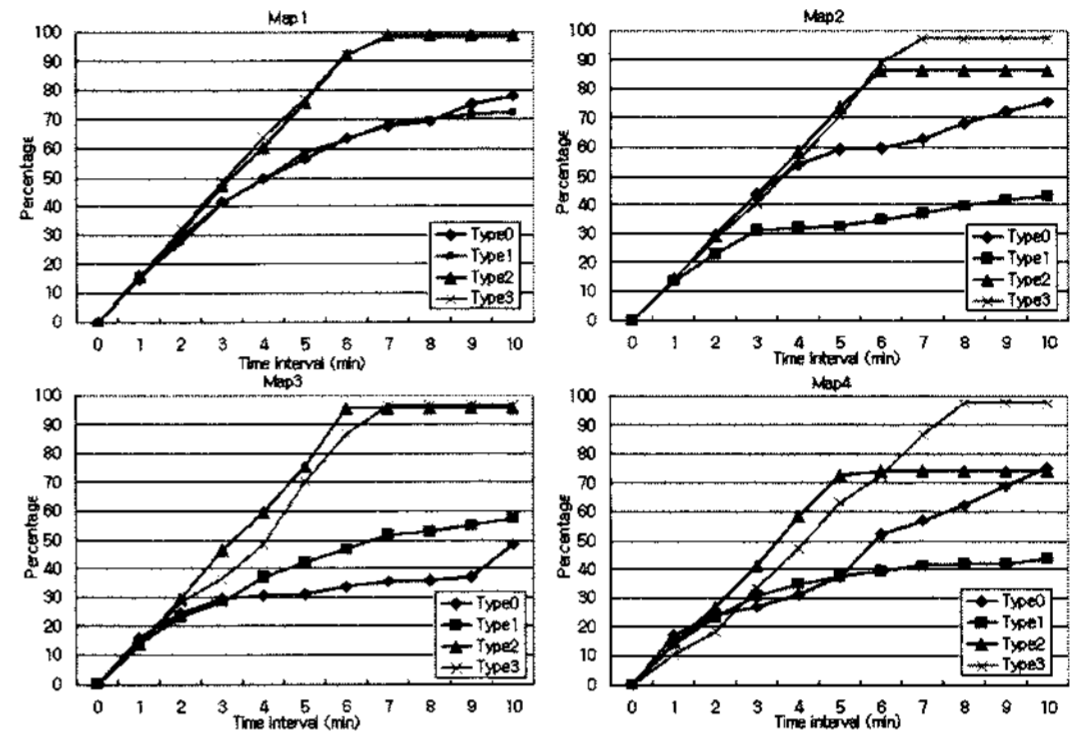 Map1
100
90
80
70
60
50
40
30
20
10
0
Percentage
Type0
Type1
Type2
Type3
0 1 2 3 4 5 6 7 8 9 10
Time interval (min)
Map2
100
90
80
70
60
50
40
30
20
10
0
Percentage
Type0
Type1
Type2
Type3
0 1 2 3 4 5 6 7 8 9 10
Time interval (min)
Map3
100
90
80
70
60
50
40
30
20
10
0
Percentage
Type0
Type1
Type2
Type3
0 1 2 3 4 5 6 7 8 9 10
Time interval (min)
Map4
100
90
80
70
60
50
40
30
20
10
0
Percentage
Type0
Type1
Type2
Type3
0 1 2 3 4 5 6 7 8 9 10
Time interval (min)